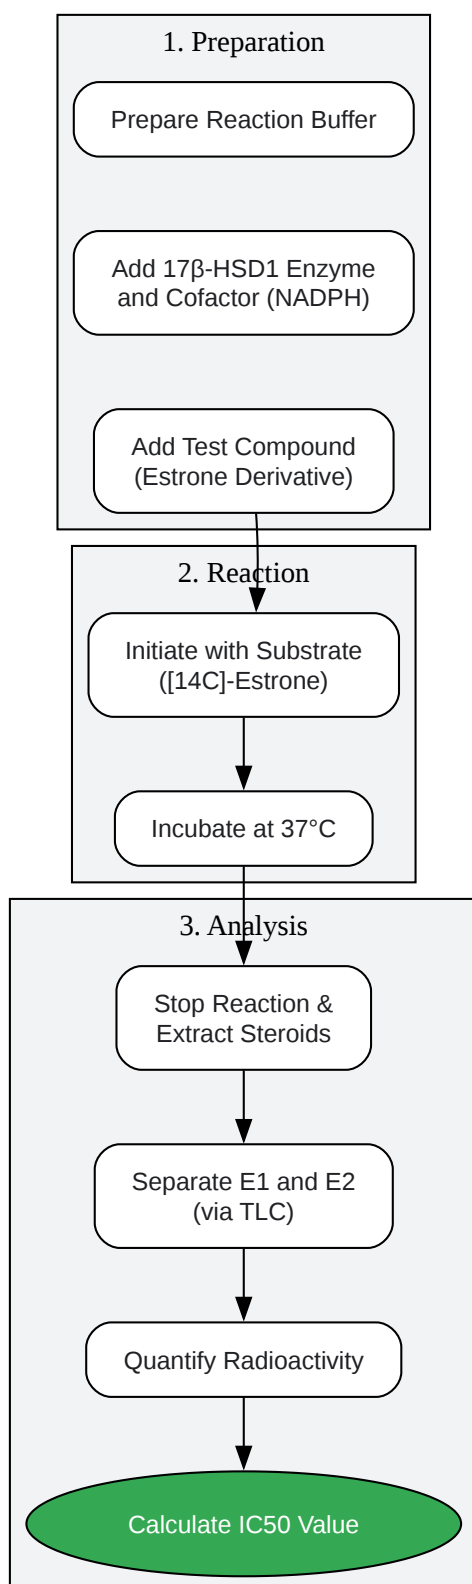 1. Preparation
Prepare Reaction Buffer
Add 17β-HSD1 Enzyme
and Cofactor (NADPH)
Add Test Compound
(Estrone Derivative)
2. Reaction
Initiate with Substrate
([14C]-Estrone)
Incubate at 37°C
3. Analysis
Stop Reaction &
Extract Steroids
Separate E1 and E2
(via TLC)
Quantify Radioactivity
Calculate IC50 Value